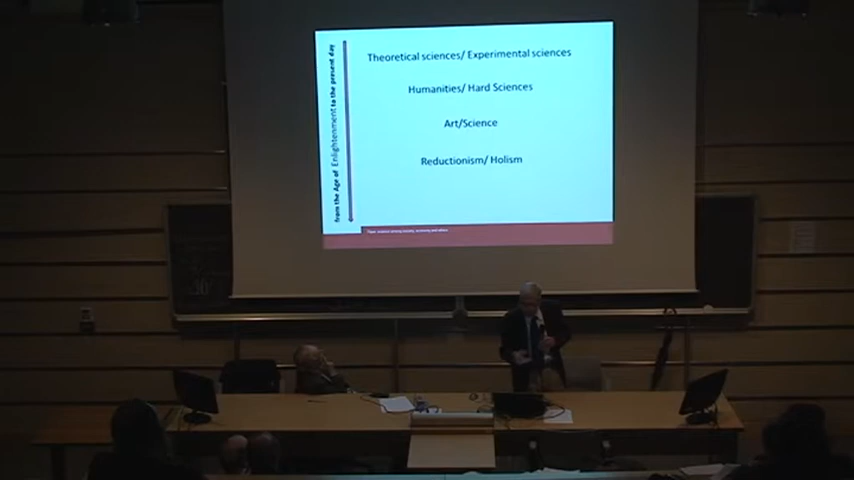 from the Age of Enlightenment to the present day
Theoretical sciences/ Experimental sciences
Humanities/ Hard Sciences
Art/Science
Reductionism/ Holism